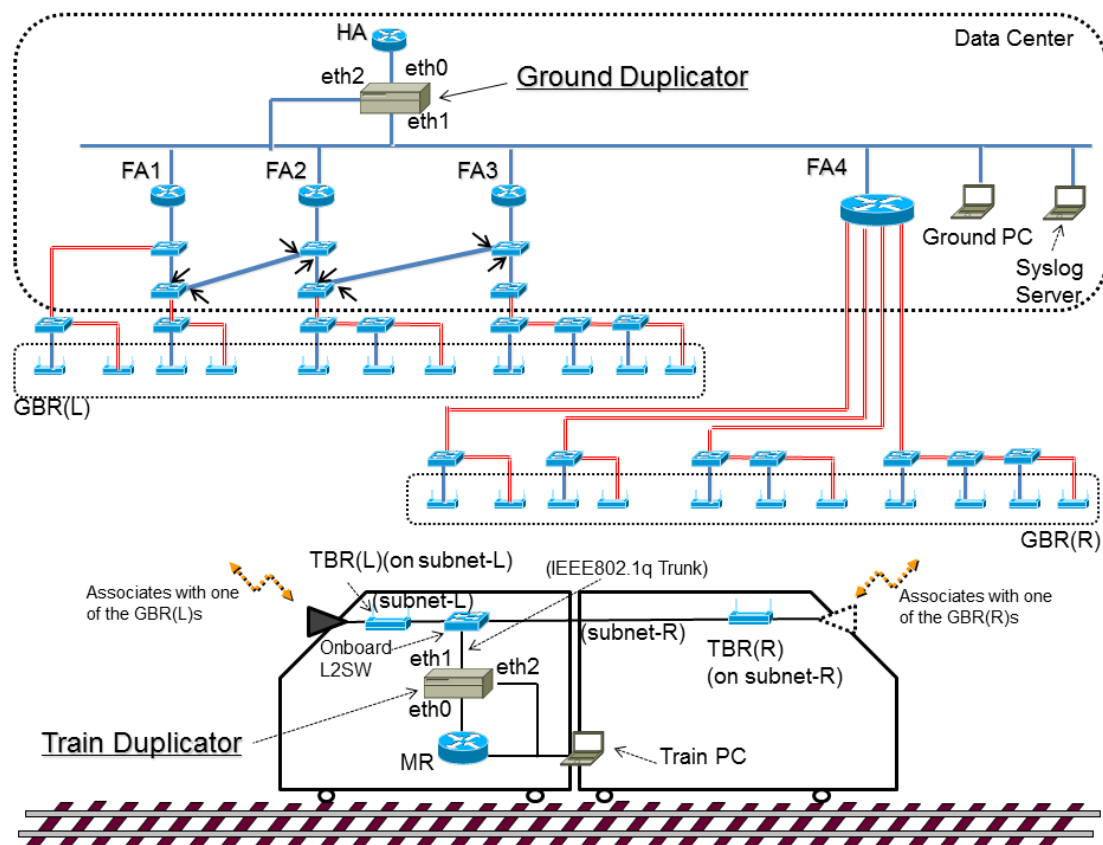 HA
Data Center
eth2
eth0
Ground Duplicator
eth1
FA1
FA2
FA3
FA4
Ground PC
Syslog
Server
GBR(L)
GBR(R)
TBR(L)(on subnet-L)
(IEEE802.1q Trunk)
Associates with one
of the GBR(L)s
Associates with one
of the GBR(R)s
(subnet-L)
(subnet-R)
Onboard
L2SW
TBR(R)
(on subnet-R)
eth1
eth2
eth0
Train Duplicator
MR
Train PC